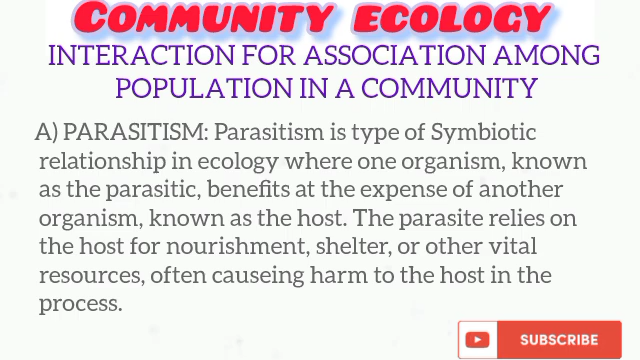 COMMUNITY ECOLOGY
INTERACTION FOR ASSOCIATION AMONG
POPULATION IN A COMMUNITY
A) PARASITISM: Parasitism is type of Symbiotic
relationship in ecology where one organism, known
as the parasitic, benefits at the expense of another
organism, known as the host. The parasite relies on
the host for nourishment, shelter, or other vital
resources, often causeing harm to the host in the
process.
SUBSCRIBE